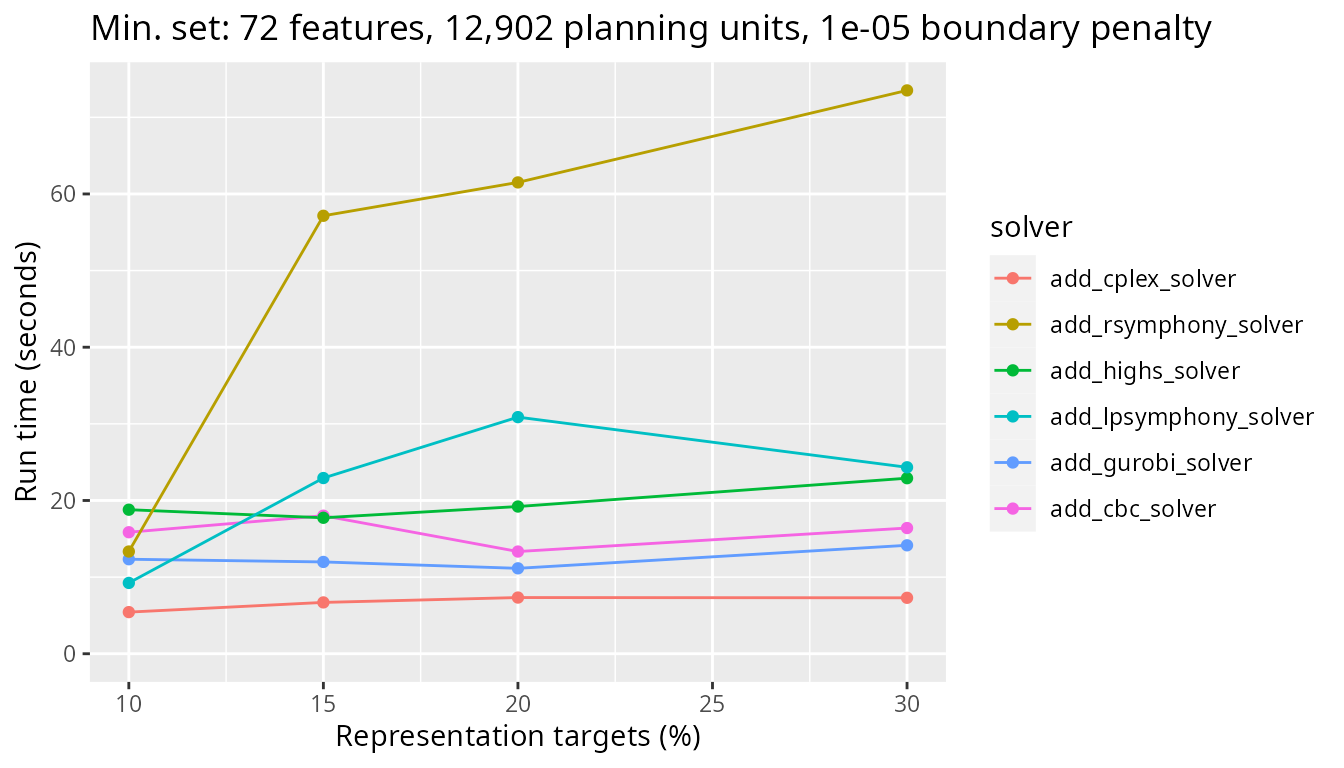 Min. set: 72 features, 12,902 planning units, 1e-05 boundary penalty
Run time (seconds)
60
40
20
0
10 15 20 25 30
Representation targets (%)
solver
add_cplex_solver
add_rsymphony_solver
add_highs_solver
add_lpsymphony_solver
add_gurobi_solver
add_cbc_solver